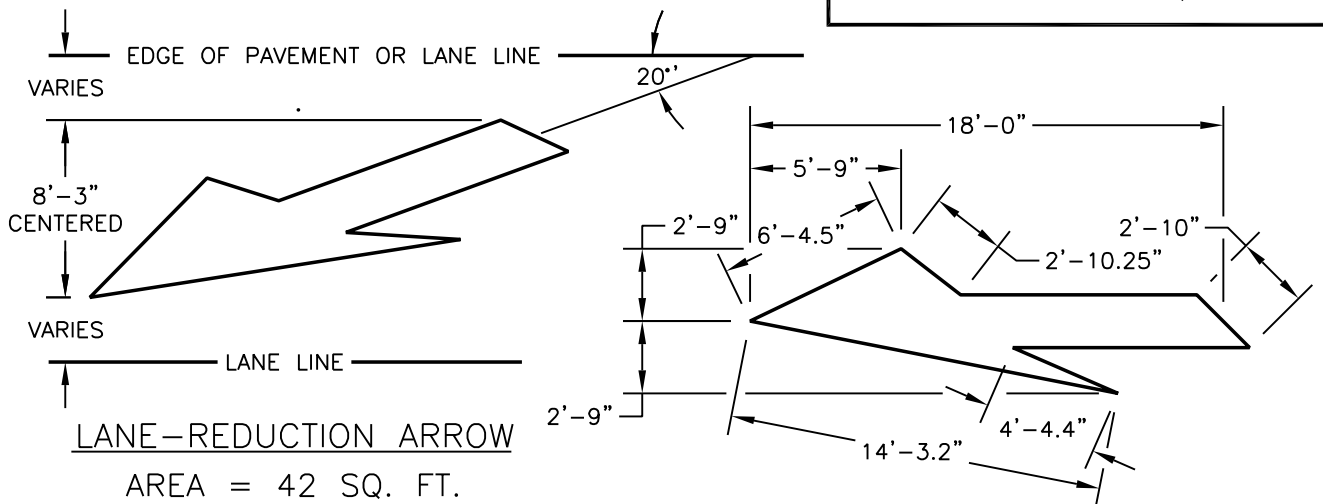 EDGE OF PAVEMENT OR LANE LINE
VARIES
20°'
8'-3"
CENTERED
VARIES
LANE LINE
LANE-REDUCTION ARROW
AREA = 42 SQ. FT.
18'-0"
5'-9"
2'-9"
6'-4.5"
2'-10"
2'-10.25"
2'-9"
4'-4.4"
14'-3.2"